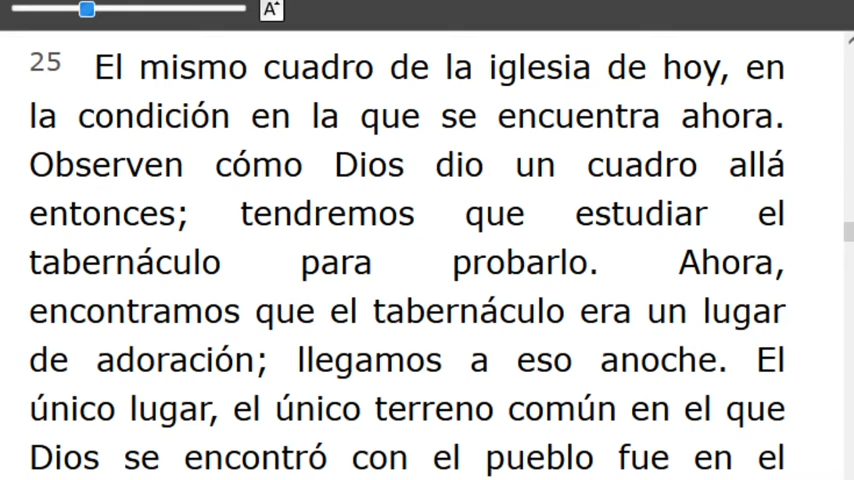 A
25 El mismo cuadro de la iglesia de hoy, en
la condición en la que se encuentra ahora.
Observen cómo Dios dio un cuadro allá
entonces; tendremos que estudiar el
tabernáculo para probarlo. Ahora,
encontramos que el tabernáculo era un lugar
de adoración; llegamos a eso anoche. El
único lugar, el único terreno común en el que
Dios se encontró con el pueblo fue en el